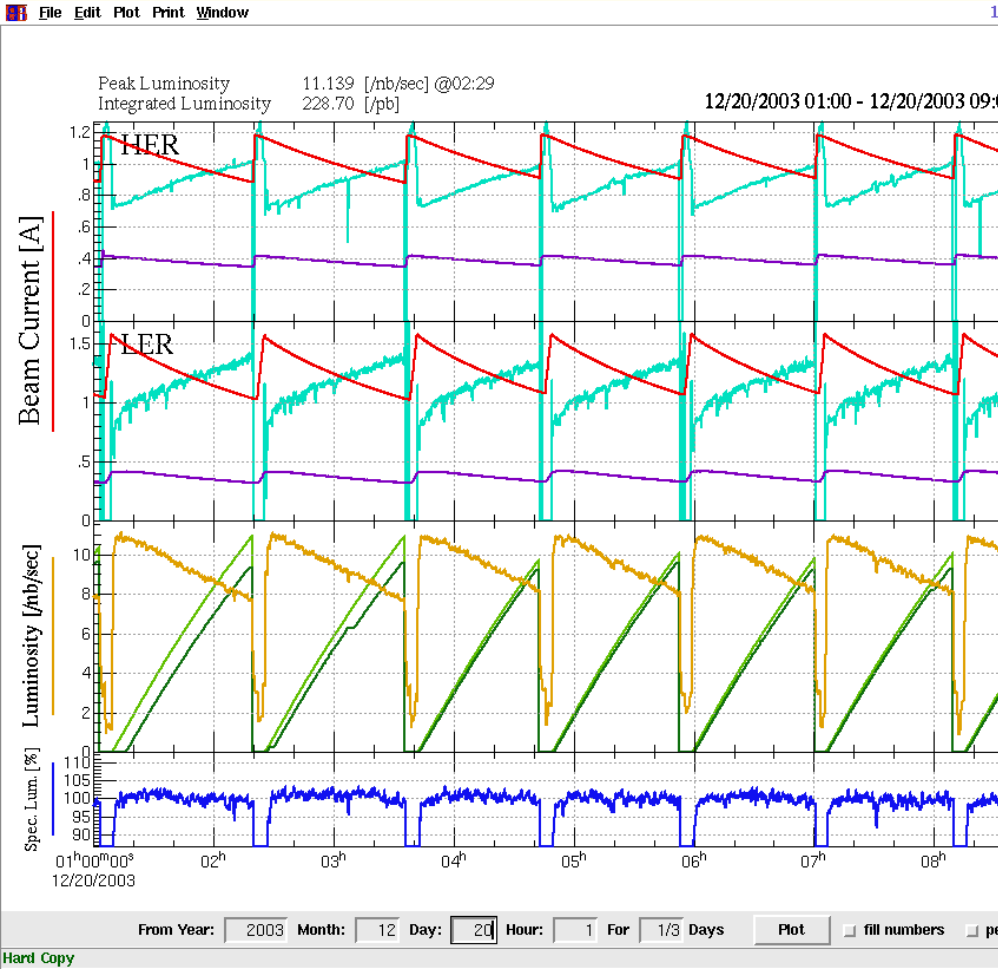 File Edit Plot Print Window 1
Peak Luminosity 11.139 [/nb/sec] @02:29
Integrated Luminosity 228.70 [/pb]
12/20/2003 01:00 - 12/20/2003 09:0
HER
1.2
1
.8
.6
.4
.2
0
LER
1.5
1
.5
0
Beam Current [A]
10
8
6
4
2
0
Luminosity [/nb/sec]
110
105
100
95
90
Spec. Lum. [%]
01h00m00s 02h 03h 04h 05h 06h 07h 08h
12/20/2003
From Year: 2003 Month: 12 Day: 20 Hour: 1 For 1/3 Days Plot fill numbers pe
Hard Copy